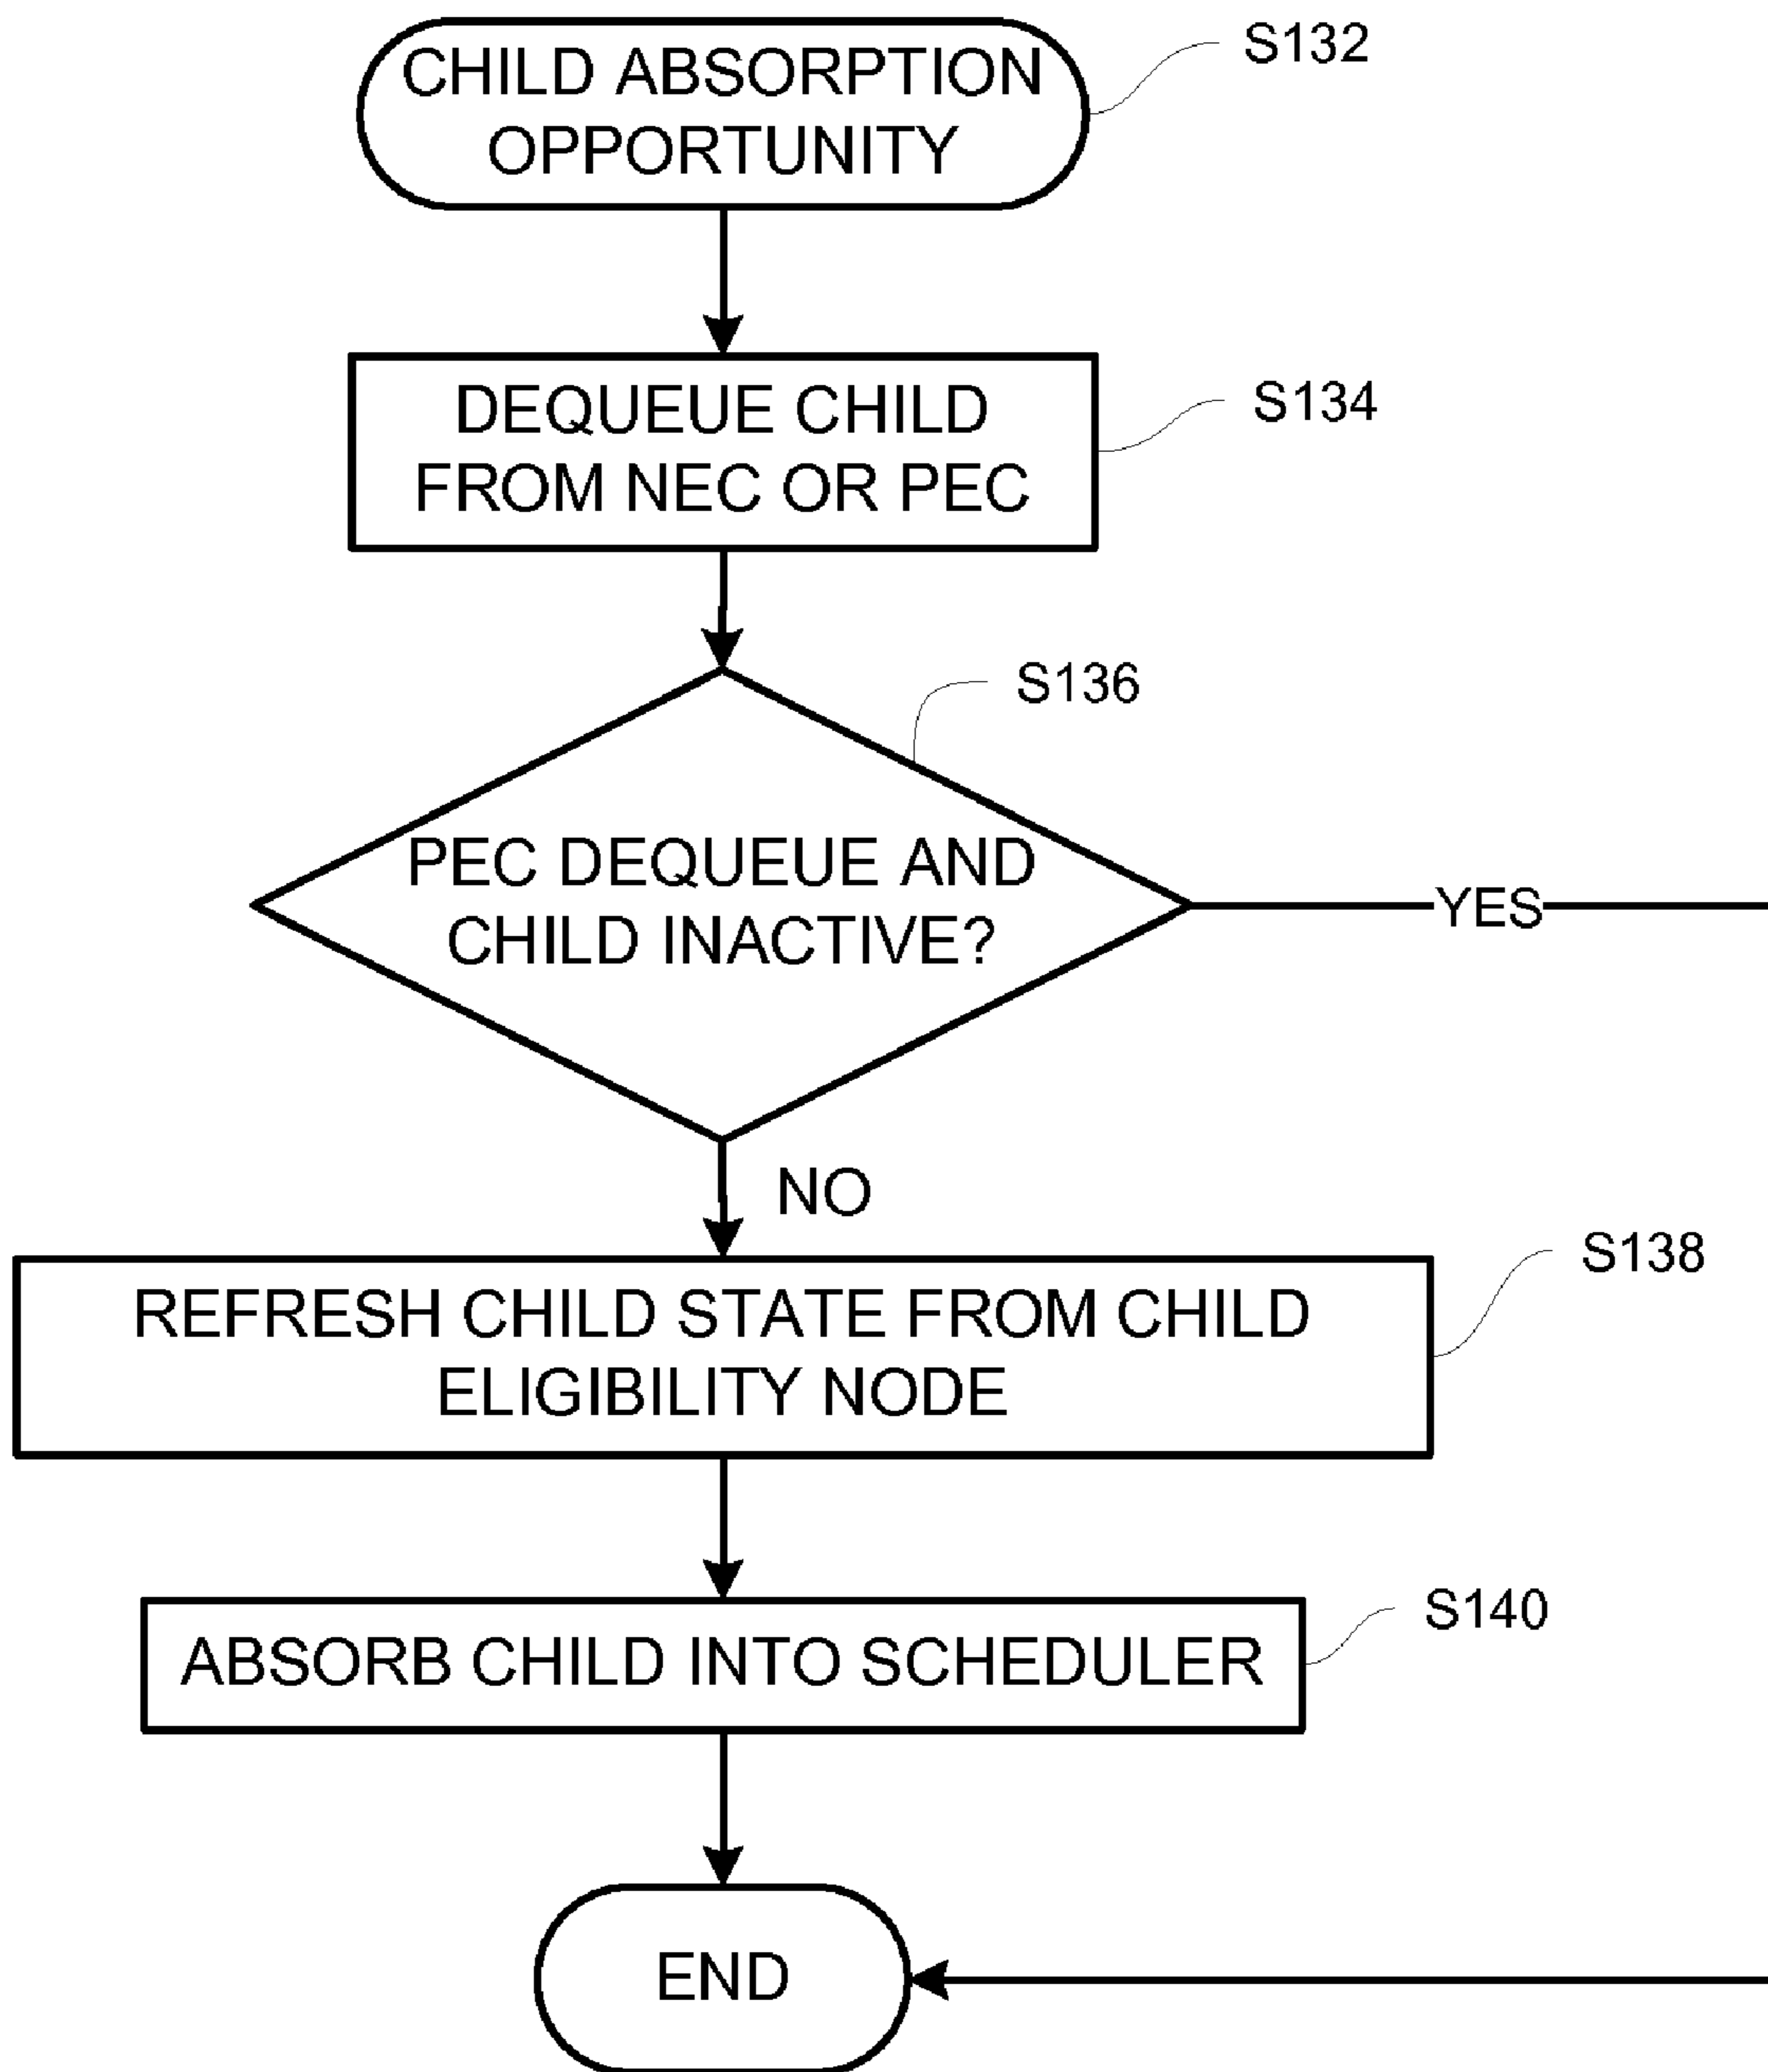 CHILD ABSORPTION
OPPORTUNITY
S132
DEQUEUE CHILD
FROM NEC OR PEC
S134
S136
PEC DEQUEUE AND
CHILD INACTIVE?
YES
NO
REFRESH CHILD STATE FROM CHILD
ELIGIBILITY NODE
S138
ABSORB CHILD INTO SCHEDULER
S140
END